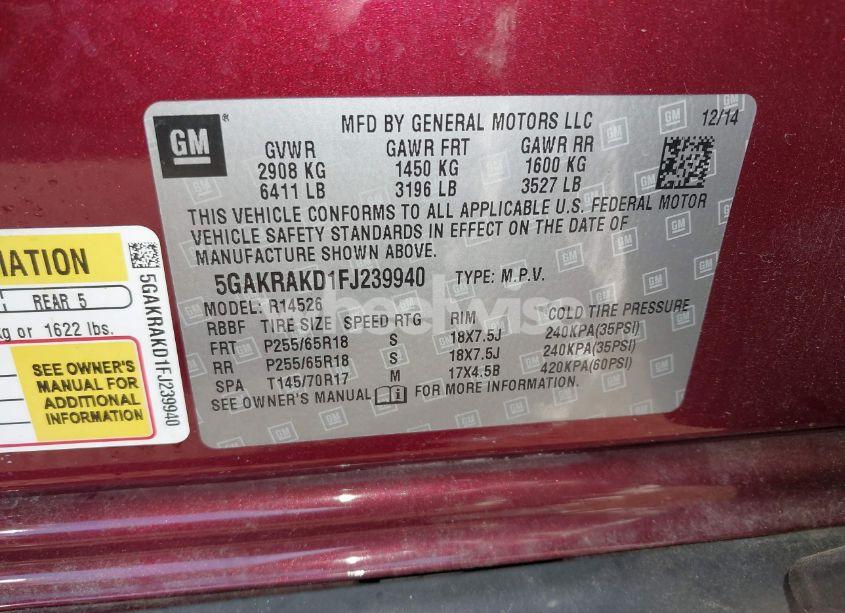 GM
MFD BY GENERAL MOTORS LLC
12/14
GVWR GAWR FRT GAWR RR
2908 KG 1450 KG 1600 KG
6411 LB 3196 LB 3527 LB
THIS VEHICLE CONFORMS TO ALL APPLICABLE U.S. FEDERAL MOTOR
VEHICLE SAFETY STANDARDS IN EFFECT ON THE DATE OF
MANUFACTURE SHOWN ABOVE.
5GAKRAKD1FJ239940 TYPE: M.P.V.
MODEL: R14526
RBBF TIRE SIZE SPEED RTG RIM COLD TIRE PRESSURE
FRT P255/65R18 S 18X7.5J 240KPA(35PSI)
RR P255/65R18 S 18X7.5J 240KPA(35PSI)
SPA T145/70R17 M 17X4.5B 420KPA(60PSI)
SEE OWNER'S MANUAL FOR MORE INFORMATION.
REAR 5
kg or 1622 lbs.
SEE OWNER'S
MANUAL FOR
ADDITIONAL
INFORMATION
5GAKRAKD1FJ239940
wheelwise